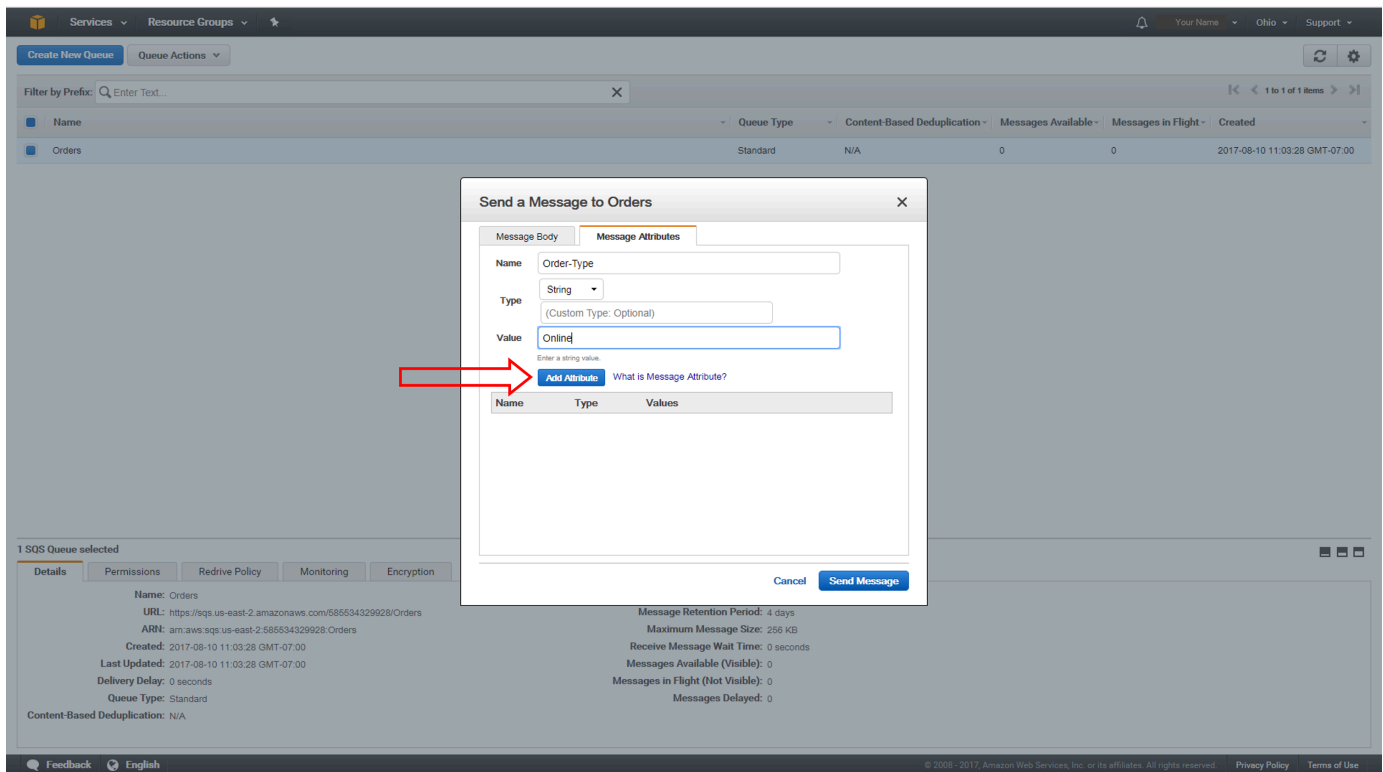 Services Resource Groups Your Name Ohio Support
Create New Queue Queue Actions
Filter by Prefix: Enter Text... 1 to 1 of 1 items
Name Queue Type Content-Based Deduplication Messages Available Messages in Flight Created
Orders Standard N/A 0 0 2017-08-10 11:03:28 GMT-07:00
Send a Message to Orders
Message Body Message Attributes
Name Order-Type
Type String
(Custom Type: Optional)
Value Online
Enter a string value.
Add Attribute What is Message Attribute?
Name Type Values
Cancel Send Message
1 SQS Queue selected
Details Permissions Redrive Policy Monitoring Encryption
Name: Orders
URL: https://sqs.us-east-2.amazonaws.com/585534329928/Orders Message Retention Period: 4 days
ARN: arn:aws:sqs:us-east-2:585534329928:Orders Maximum Message Size: 256 KB
Created: 2017-08-10 11:03:28 GMT-07:00 Receive Message Wait Time: 0 seconds
Last Updated: 2017-08-10 11:03:28 GMT-07:00 Messages Available (Visible): 0
Delivery Delay: 0 seconds Messages in Flight (Not Visible): 0
Queue Type: Standard Messages Delayed: 0
Content-Based Deduplication: N/A
Feedback English © 2008 - 2017, Amazon Web Services, Inc. or its affiliates. All rights reserved. Privacy Policy Terms of Use